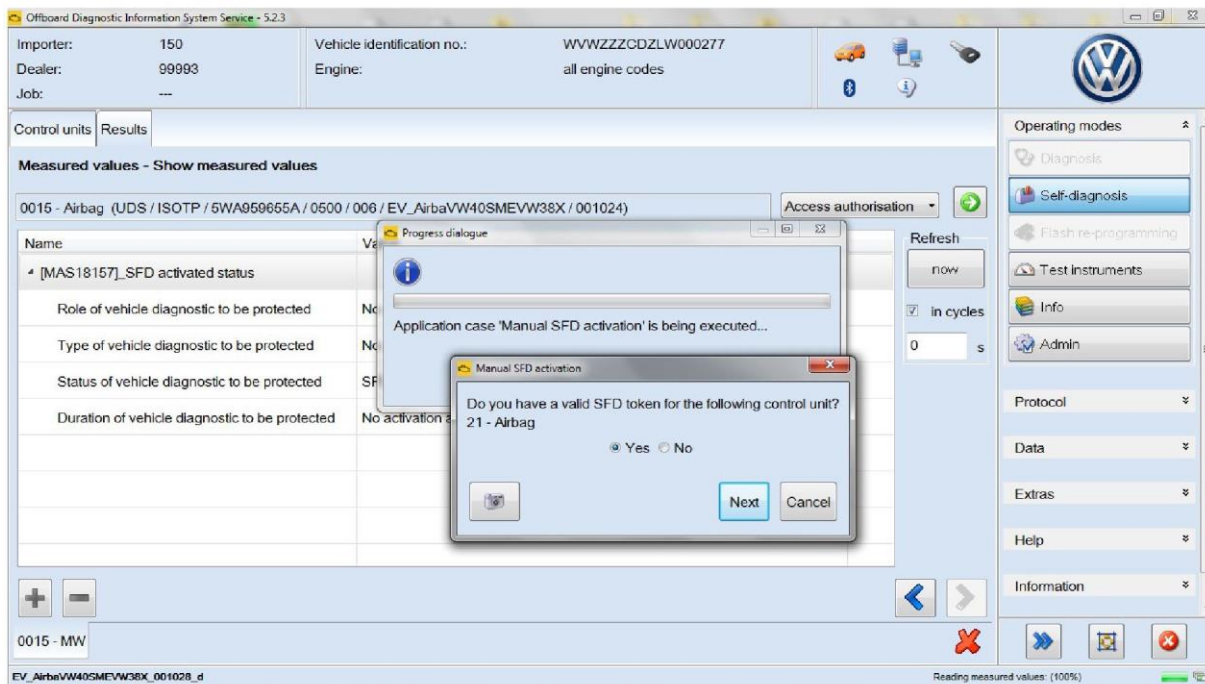 Offboard Diagnostic Information System Service - 5.2.3
Importer: 150
Dealer: 99993
Job: ---
Vehicle identification no.: WVWZZZCDZLW000277
Engine: all engine codes
Control units
Results
Measured values - Show measured values
0015 - Airbag (UDS / ISOTP / 5WA959655A / 0500 / 006 / EV_AirbaVW40SMEVW38X / 001024)
Access authorisation
Name
[MAS18157]_SFD activated status
Role of vehicle diagnostic to be protected
Type of vehicle diagnostic to be protected
Status of vehicle diagnostic to be protected
Duration of vehicle diagnostic to be protected No activation
Progress dialogue
Application case 'Manual SFD activation' is being executed...
Manual SFD activation
Do you have a valid SFD token for the following control unit?
21 - Airbag
Yes No
Next Cancel
Refresh
now
in cycles
0 s
0015 - MW
Operating modes
Diagnosis
Self-diagnosis
Flash re-programming
Test instruments
Info
Admin
Protocol
Data
Extras
Help
Information
EV_AirbaVW40SMEVW38X_001028_d
Reading measured values: (100%)